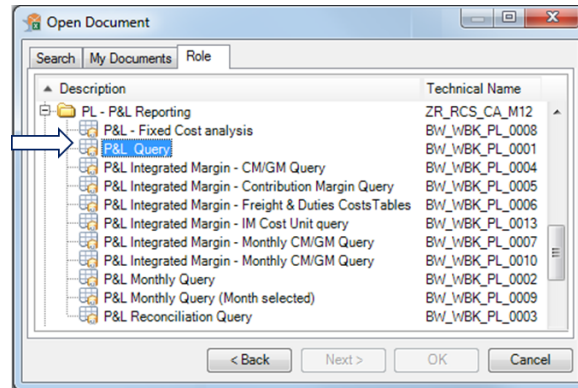 Open Document
Search My Documents Role
Description Technical Name
PL - P&L Reporting ZR_RCS_CA_M12
P&L - Fixed Cost analysis BW_WBK_PL_0008
P&L Query BW_WBK_PL_0001
P&L Integrated Margin - CM/GM Query BW_WBK_PL_0004
P&L Integrated Margin - Contribution Margin Query BW_WBK_PL_0005
P&L Integrated Margin - Freight & Duties CostsTables BW_WBK_PL_0006
P&L Integrated Margin - IM Cost Unit query BW_WBK_PL_0013
P&L Integrated Margin - Monthly CM/GM Query BW_WBK_PL_0007
P&L Integrated Margin - Monthly CM/GM Query BW_WBK_PL_0010
P&L Monthly Query BW_WBK_PL_0002
P&L Monthly Query (Month selected) BW_WBK_PL_0009
P&L Reconciliation Query BW_WBK_PL_0003
< Back Next > OK Cancel